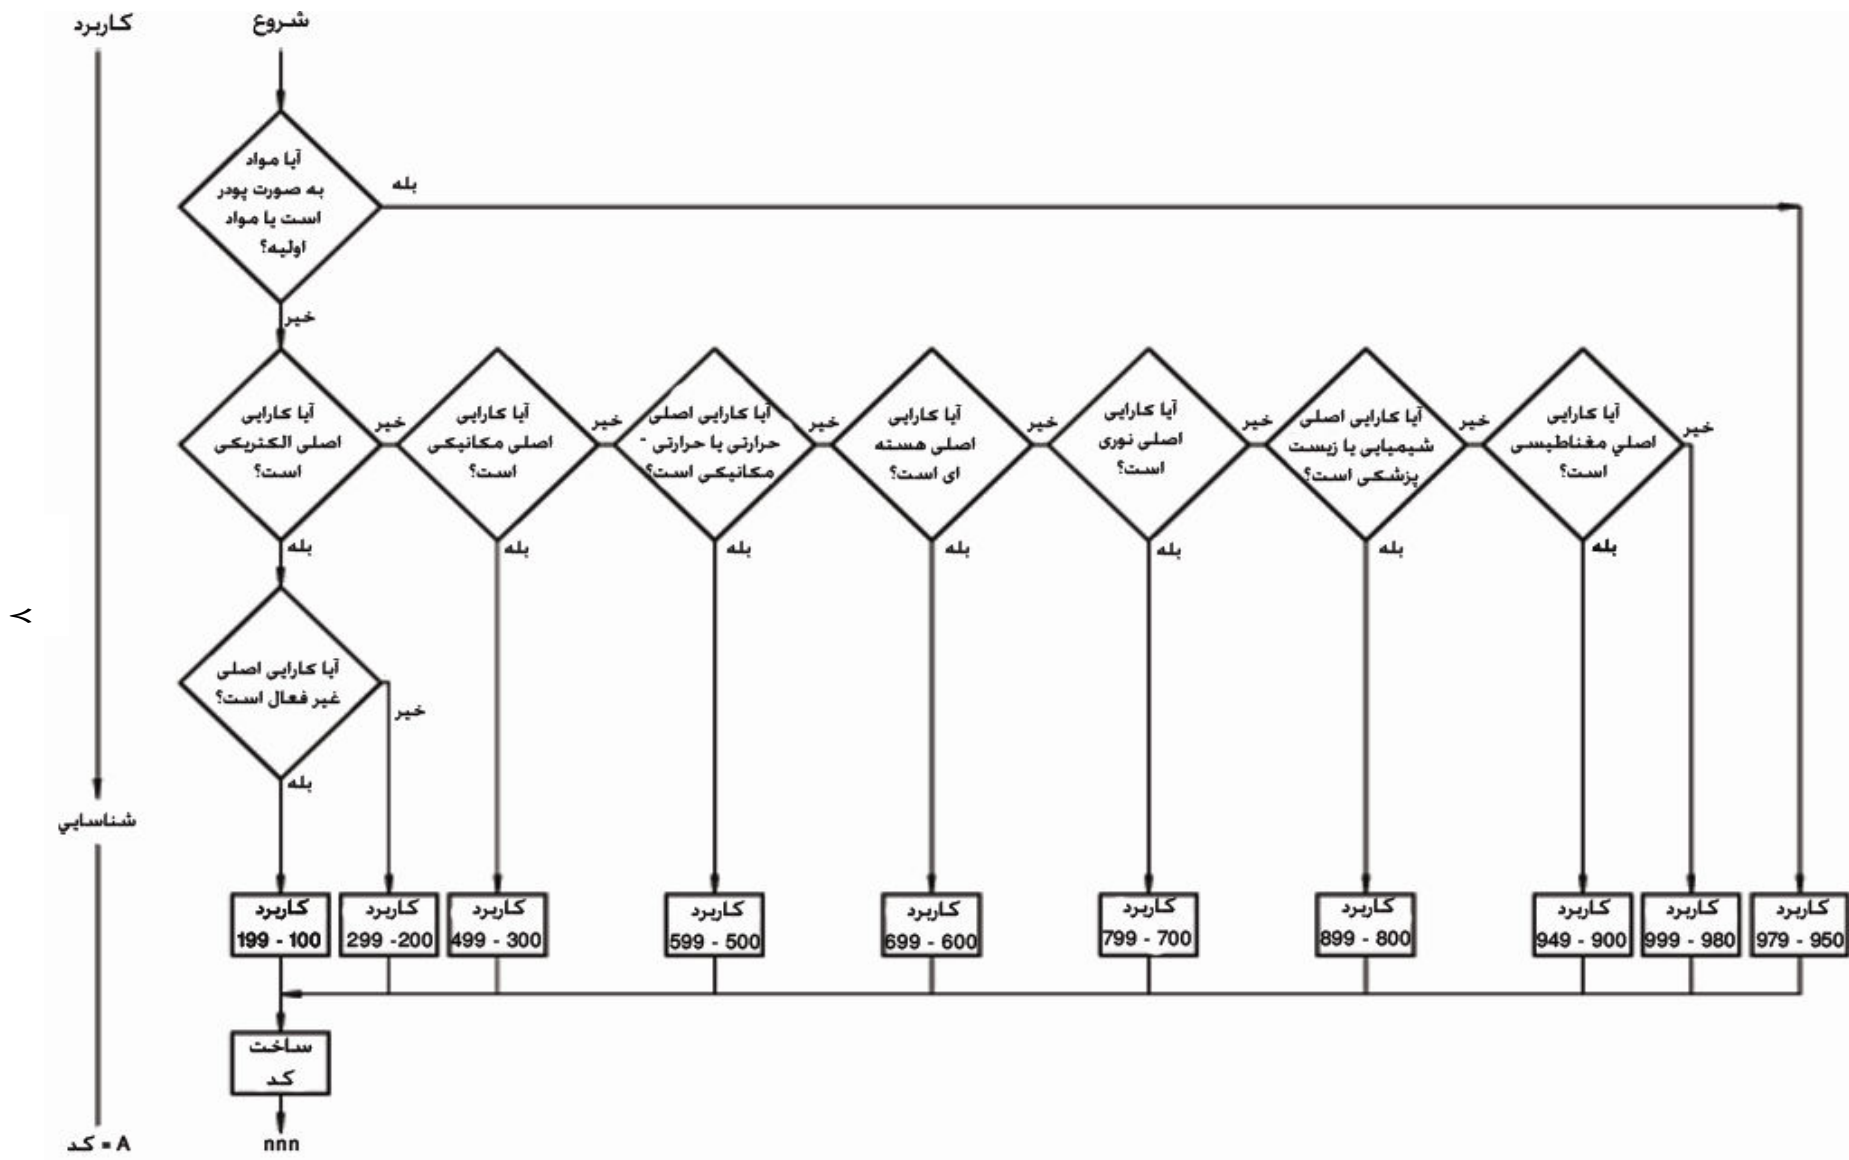 کاربرد
شروع
آیا مواد
به صورت پودر
است یا مواد
اولیه؟
بله
خیر
آیا کارایی
اصلی الکتریکی
است؟
خیر
بله
آیا کارایی
اصلی مکانیکی
است؟
خیر
بله
آیا کارایی اصلی
حرارتی یا حرارتی -
مکانیکی است؟
خیر
بله
آیا کارایی
اصلی هسته
ای است؟
خیر
بله
آیا کارایی
اصلی نوری
است؟
خیر
بله
آیا کارایی اصلی
شیمیایی یا زیست
پزشکی است؟
خیر
بله
آیا کارایی
اصلي مغناطیسی
است؟
خیر
بله
آیا کارایی اصلی
غیر فعال است؟
خیر
بله
۷
شناسایي
کاربرد
199 - 100
کاربرد
299 -200
کاربرد
499 - 300
کاربرد
599 - 500
کاربرد
699 - 600
کاربرد
799 - 700
کاربرد
899 - 800
کاربرد
949 - 900
کاربرد
999 - 980
کاربرد
979 - 950
ساخت
کد
کد = A
nnn